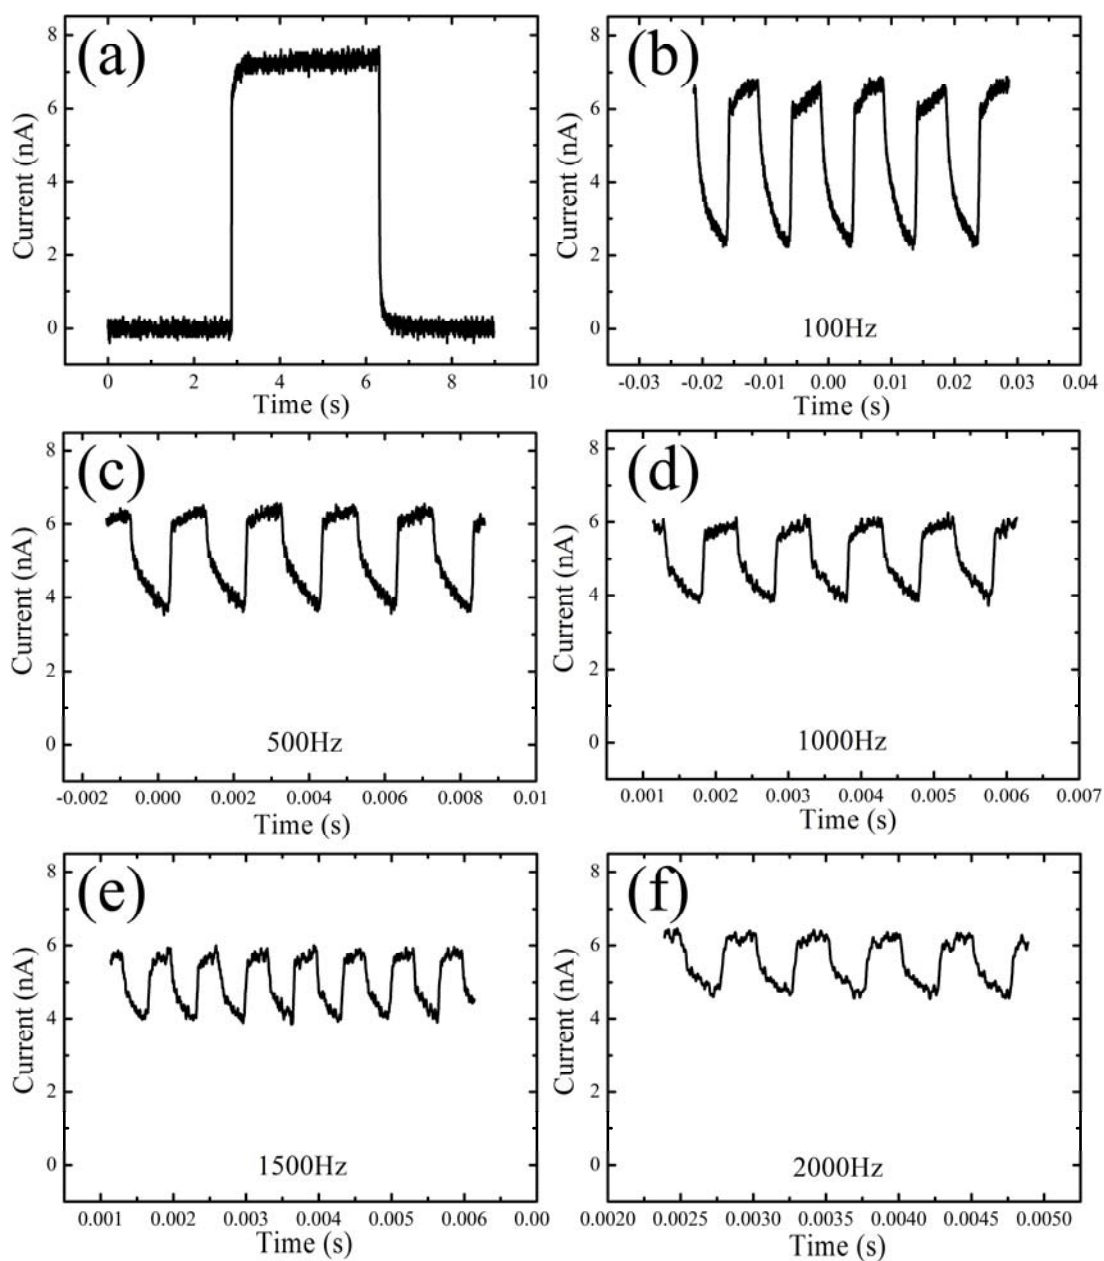 (a)
8
6
4
2
0
Current (nA)
0 2 4 6 8 10
Time (s)
(b)
8
6
4
2
0
Current (nA)
100Hz
-0.03 -0.02 -0.01 0.00 0.01 0.02 0.03 0.04
Time (s)
(c)
8
6
4
2
0
Current (nA)
500Hz
-0.002 0.000 0.002 0.004 0.006 0.008 0.01
Time (s)
(d)
8
6
4
2
0
Current (nA)
1000Hz
0.001 0.002 0.003 0.004 0.005 0.006 0.007
Time (s)
(e)
8
6
4
2
0
Current (nA)
1500Hz
0.001 0.002 0.003 0.004 0.005 0.006 0.00
Time (s)
(f)
8
6
4
2
0
Current (nA)
2000Hz
0.0020 0.0025 0.0030 0.0035 0.0040 0.0045 0.0050
Time (s)